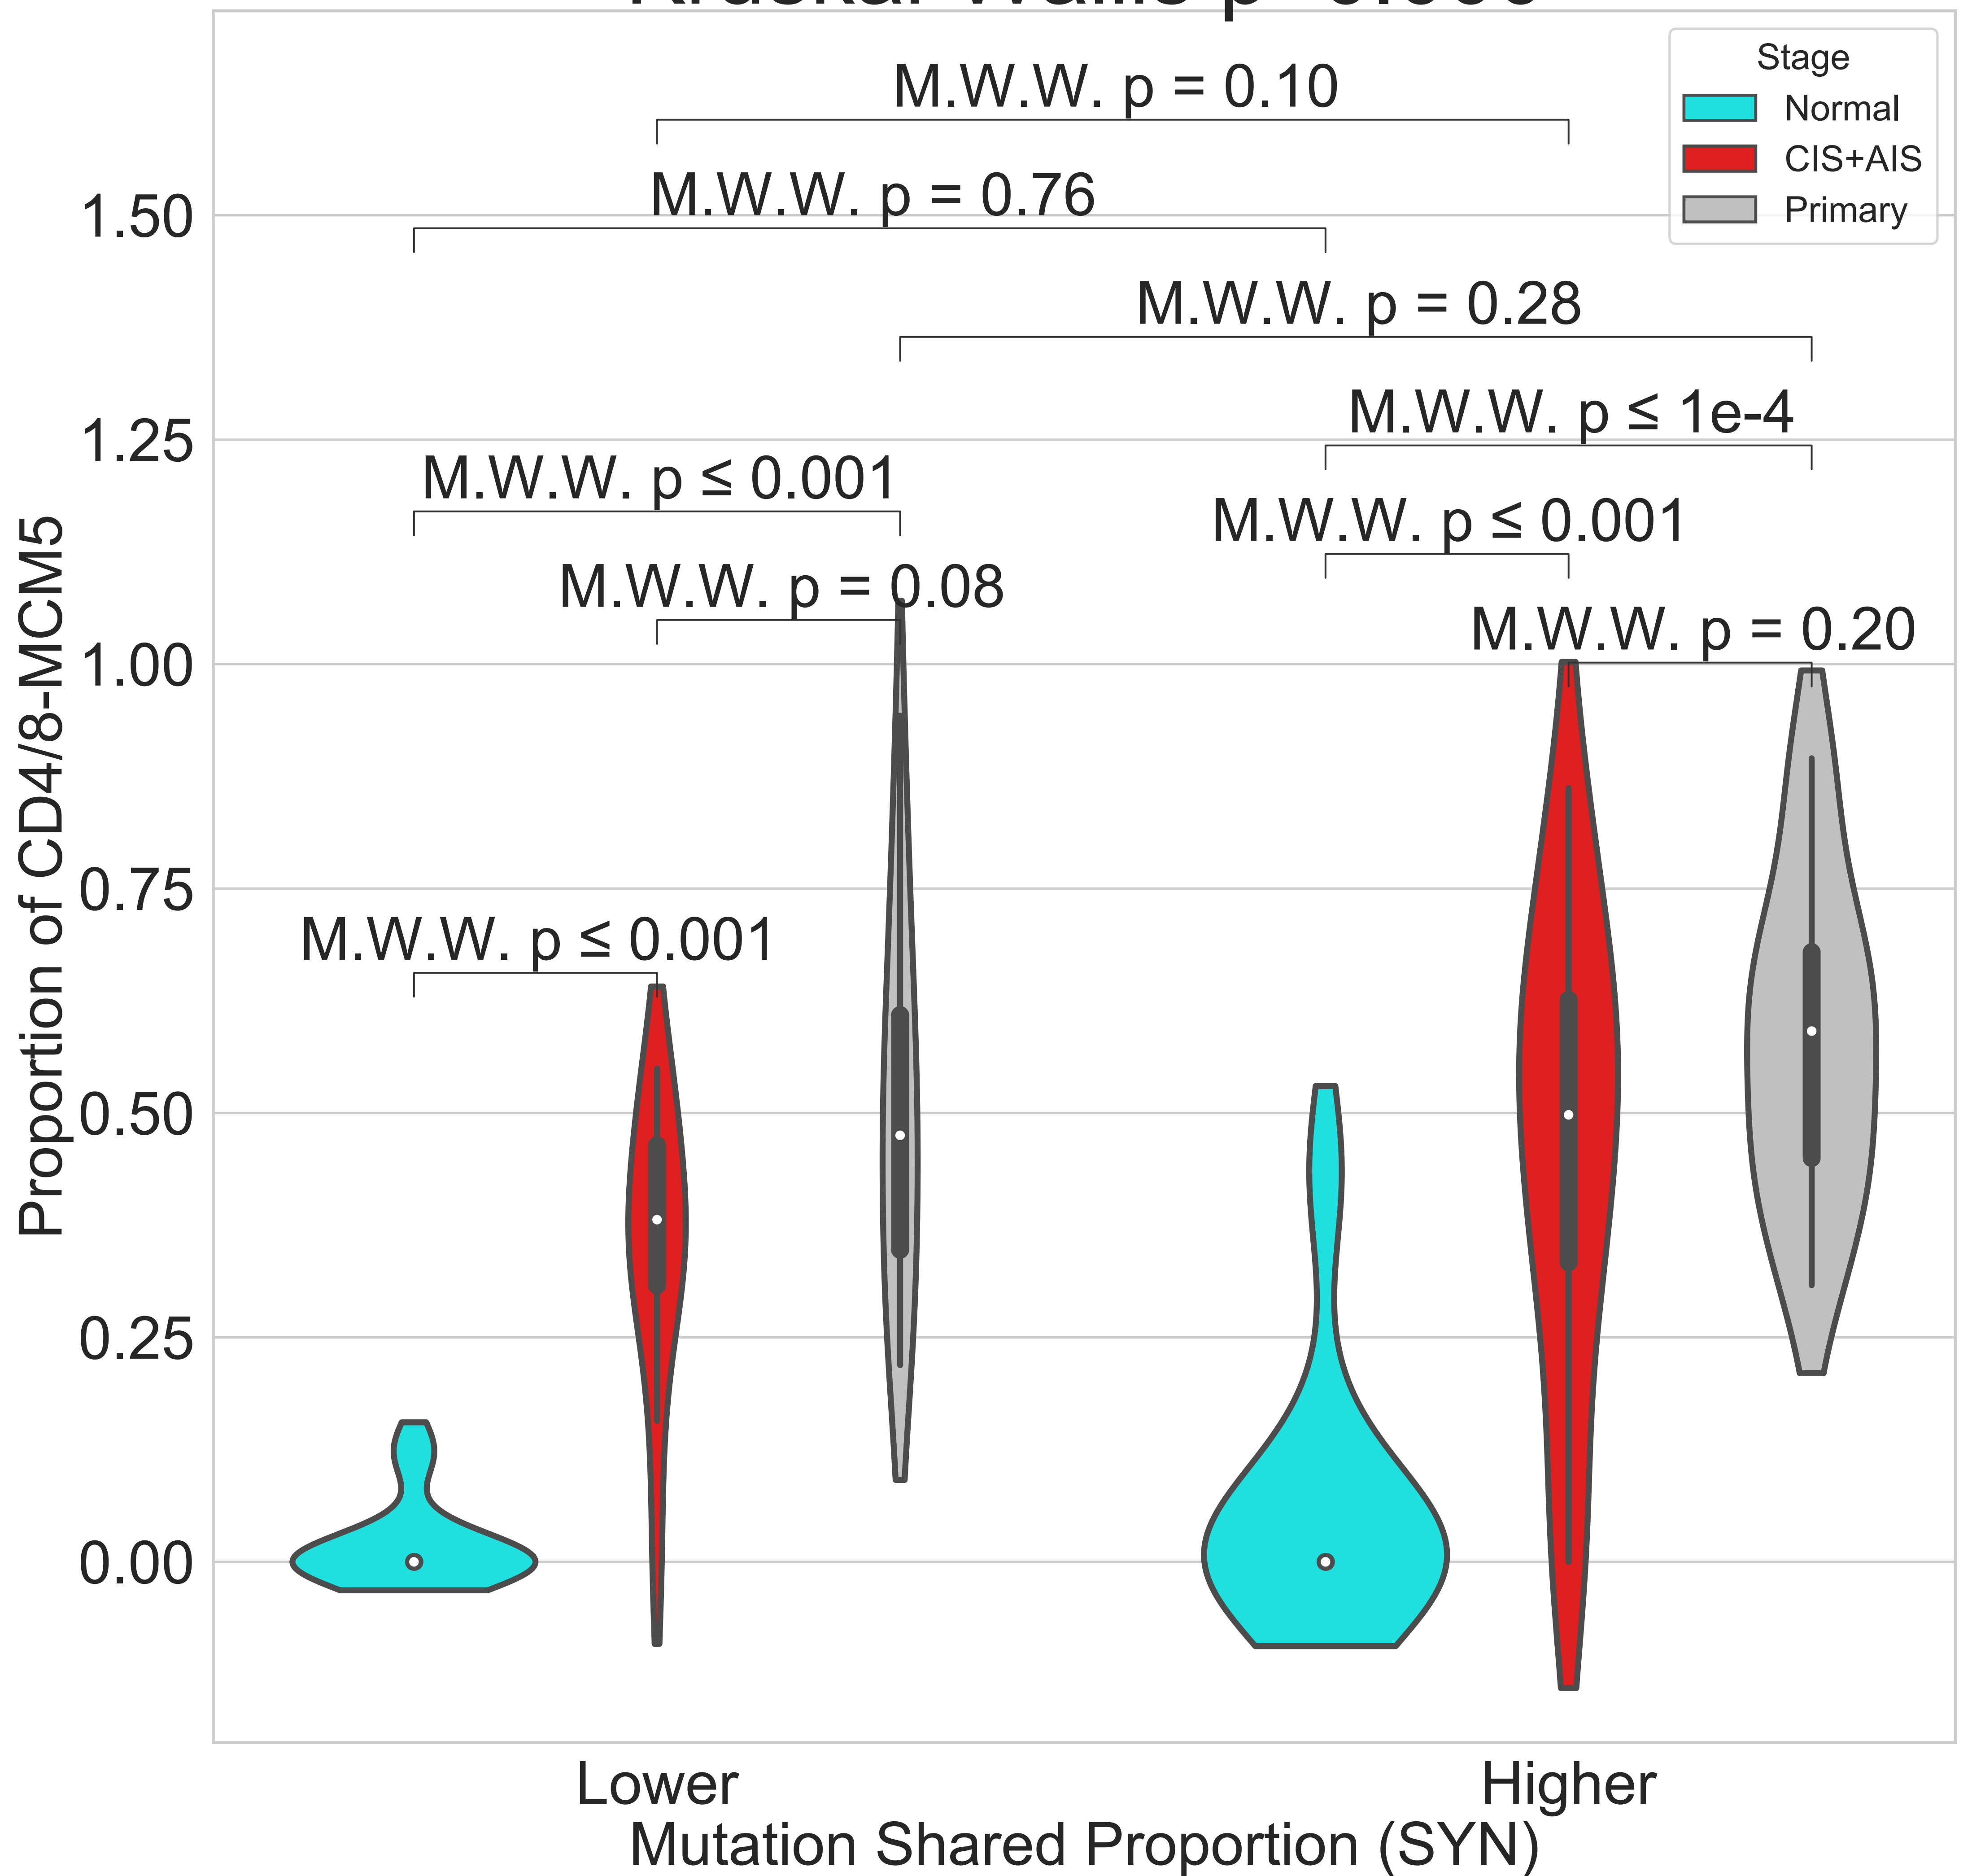 M.W.W. p = 0.10
M.W.W. p = 0.76
M.W.W. p = 0.28
M.W.W. p ≤ 1e-4
M.W.W. p ≤ 0.001
M.W.W. p ≤ 0.001
M.W.W. p = 0.08
M.W.W. p = 0.20
M.W.W. p ≤ 0.001
Stage
Normal
CIS+AIS
Primary
Proportion of CD4/8-MCM5
1.50
1.25
1.00
0.75
0.50
0.25
0.00
Lower
Higher
Mutation Shared Proportion (SYN)